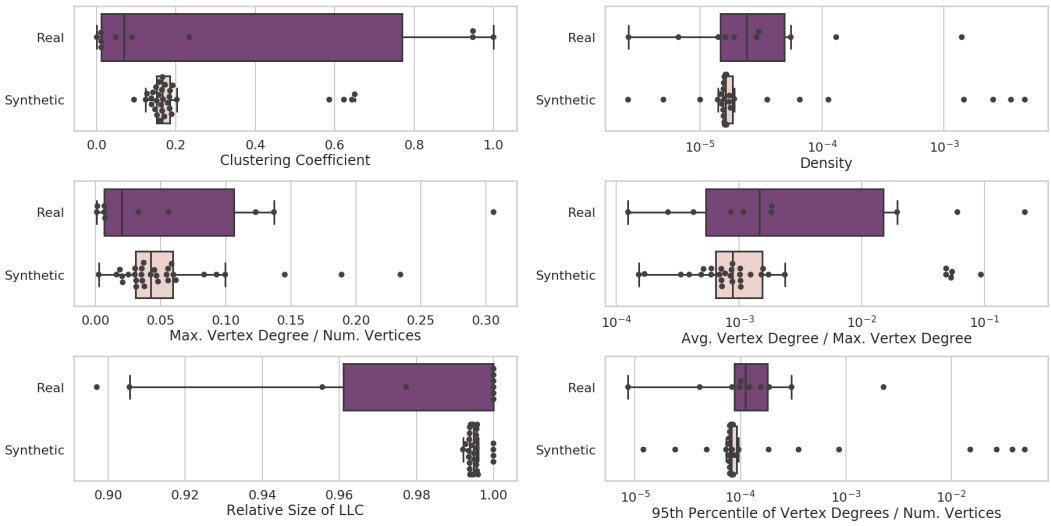 Real
Synthetic
0.0 0.2 0.4 0.6 0.8 1.0
Clustering Coefficient
Real
Synthetic
10⁻⁵ 10⁻⁴ 10⁻³
Density
Real
Synthetic
0.00 0.05 0.10 0.15 0.20 0.25 0.30
Max. Vertex Degree / Num. Vertices
Real
Synthetic
10⁻⁴ 10⁻³ 10⁻² 10⁻¹
Avg. Vertex Degree / Max. Vertex Degree
Real
Synthetic
0.90 0.92 0.94 0.96 0.98 1.00
Relative Size of LLC
Real
Synthetic
10⁻⁵ 10⁻⁴ 10⁻³ 10⁻²
95th Percentile of Vertex Degrees / Num. Vertices